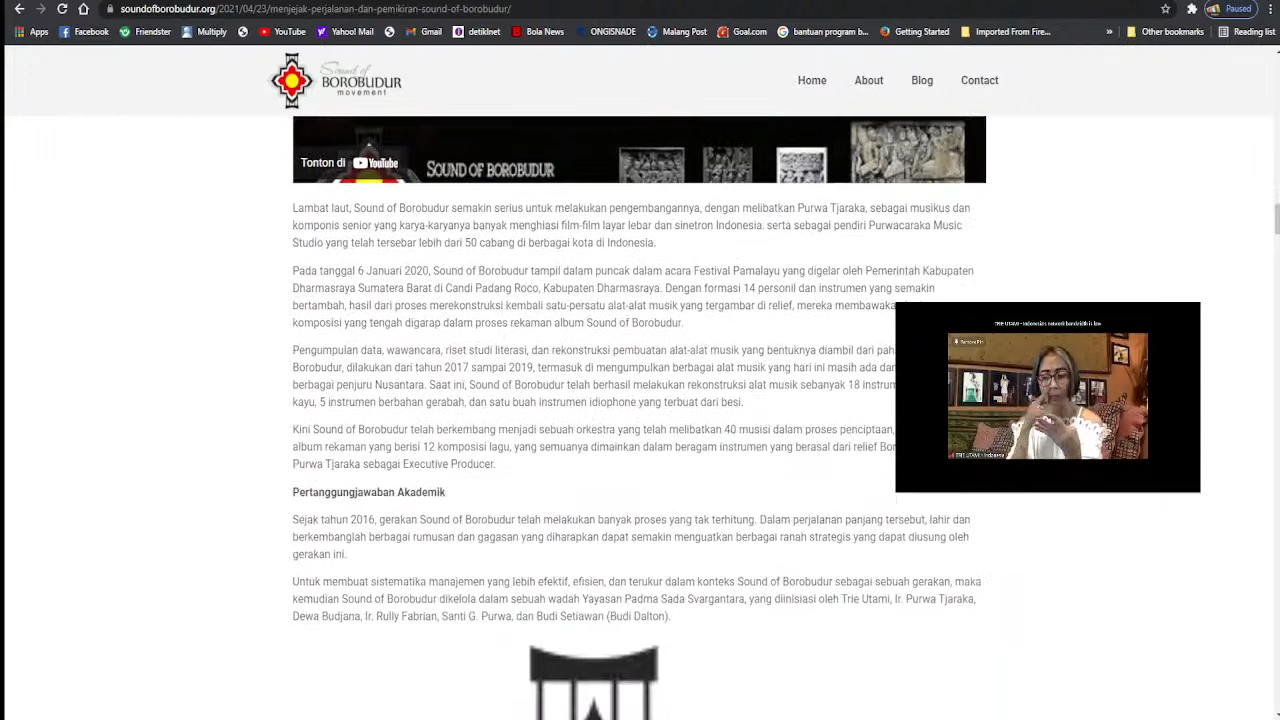 soundofborobudur.org/2021/04/23/menjejak-perjalanan-dan-pemikiran-sound-of-borobudur/
Paused
Apps Facebook Friendster Multiply YouTube Yahoo! Mail Gmail detiknet Bola News ONGISNADE Malang Post Goal.com bantuan program b... Getting Started Imported From Fire... » Other bookmarks Reading list
Sound of
BOROBUDUR
movement
Home About Blog Contact
Tonton di YouTube
SOUND OF BOROBUDUR
Lambat laut, Sound of Borobudur semakin serius untuk melakukan pengembangannya, dengan melibatkan Purwa Tjaraka, sebagai musikus dan
komponis senior yang karya-karyanya banyak menghiasi film-film layar lebar dan sinetron Indonesia. serta sebagai pendiri Purwacaraka Music
Studio yang telah tersebar lebih dari 50 cabang di berbagai kota di Indonesia.
Pada tanggal 6 Januari 2020, Sound of Borobudur tampil dalam puncak dalam acara Festival Pamalayu yang digelar oleh Pemerintah Kabupaten
Dharmasraya Sumatera Barat di Candi Padang Roco, Kabupaten Dharmasraya. Dengan formasi 14 personil dan instrumen yang semakin
bertambah, hasil dari proses merekonstruksi kembali satu-persatu alat-alat musik yang tergambar di relief, mereka membawaka
komposisi yang tengah digarap dalam proses rekaman album Sound of Borobudur.
Pengumpulan data, wawancara, riset studi literasi, dan rekonstruksi pembuatan alat-alat musik yang bentuknya diambil dari pah
Borobudur, dilakukan dari tahun 2017 sampai 2019, termasuk di mengumpulkan berbagai alat musik yang hari ini masih ada dan
berbagai penjuru Nusantara. Saat ini, Sound of Borobudur telah berhasil melakukan rekonstruksi alat musik sebanyak 18 instrum
kayu, 5 instrumen berbahan gerabah, dan satu buah instrumen idiophone yang terbuat dari besi.
Kini Sound of Borobudur telah berkembang menjadi sebuah orkestra yang telah melibatkan 40 musisi dalam proses penciptaan,
album rekaman yang berisi 12 komposisi lagu, yang semuanya dimainkan dalam beragam instrumen yang berasal dari relief Bor
Purwa Tjaraka sebagai Executive Producer.
TRIE UTAMI - Indonesia's network bandwidth is low
Remove Pin
TRIE UTAMI - Indonesia
Pertanggungjawaban Akademik
Sejak tahun 2016, gerakan Sound of Borobudur telah melakukan banyak proses yang tak terhitung. Dalam perjalanan panjang tersebut, lahir dan
berkembanglah berbagai rumusan dan gagasan yang diharapkan dapat semakin menguatkan berbagai ranah strategis yang dapat diusung oleh
gerakan ini.
Untuk membuat sistematika manajemen yang lebih efektif, efisien, dan terukur dalam konteks Sound of Borobudur sebagai sebuah gerakan, maka
kemudian Sound of Borobudur dikelola dalam sebuah wadah Yayasan Padma Sada Svargantara, yang diinisiasi oleh Trie Utami, Ir. Purwa Tjaraka,
Dewa Budjana, Ir. Rully Fabrian, Santi G. Purwa, dan Budi Setiawan (Budi Dalton).